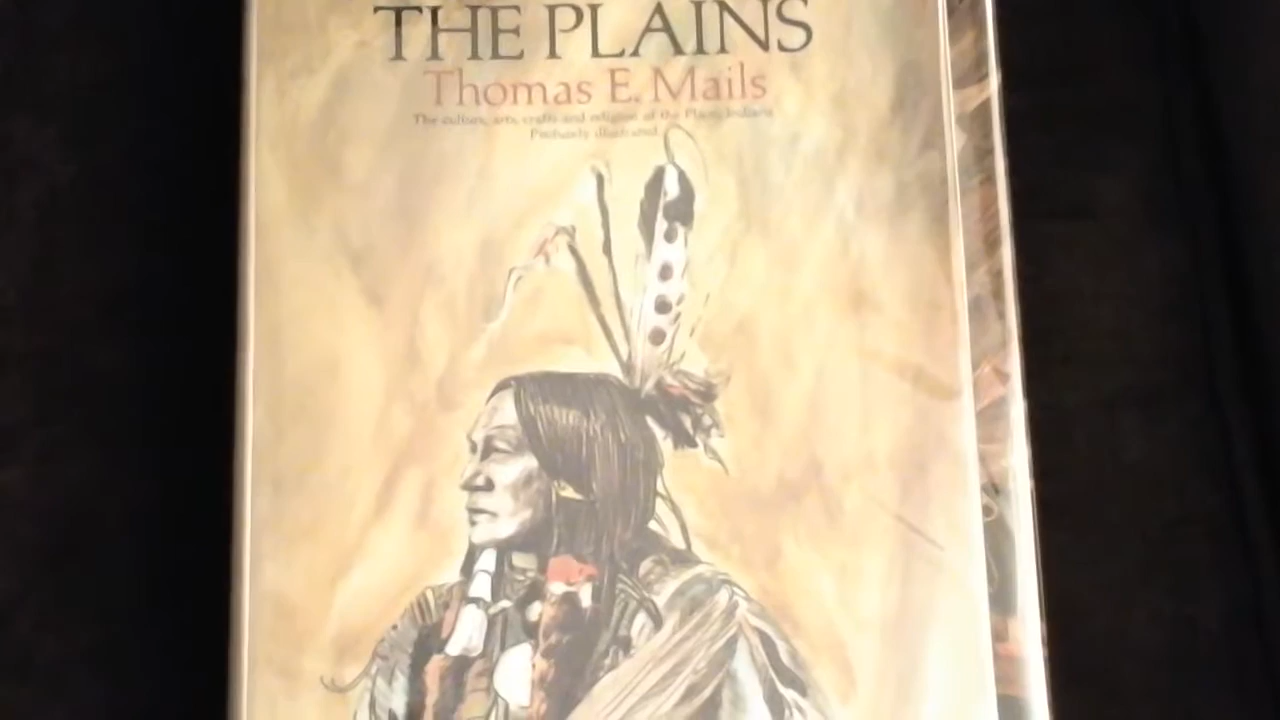 THE PLAINS
Thomas E. Mails
The culture, arts, crafts and religion of the Plains Indians
Profusely illustrated